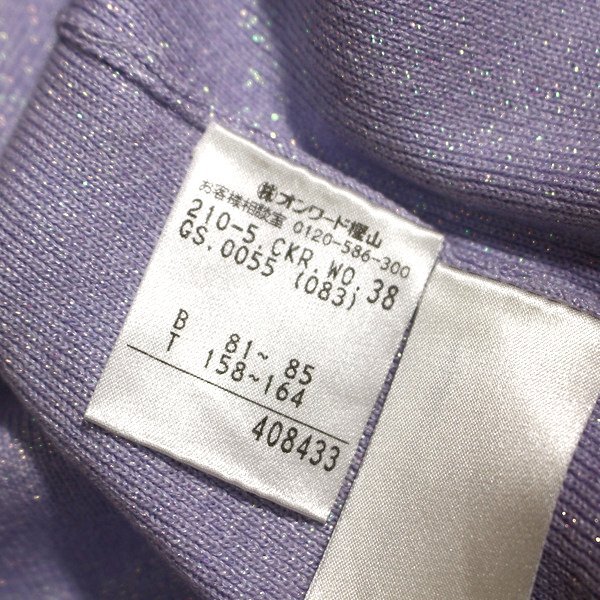 (株)オンワード樫山
お客様相談室 0120-586-300
210-5.CKR.WO.38
GS.0055 (083)
B 81~ 85
T 158~164
408433